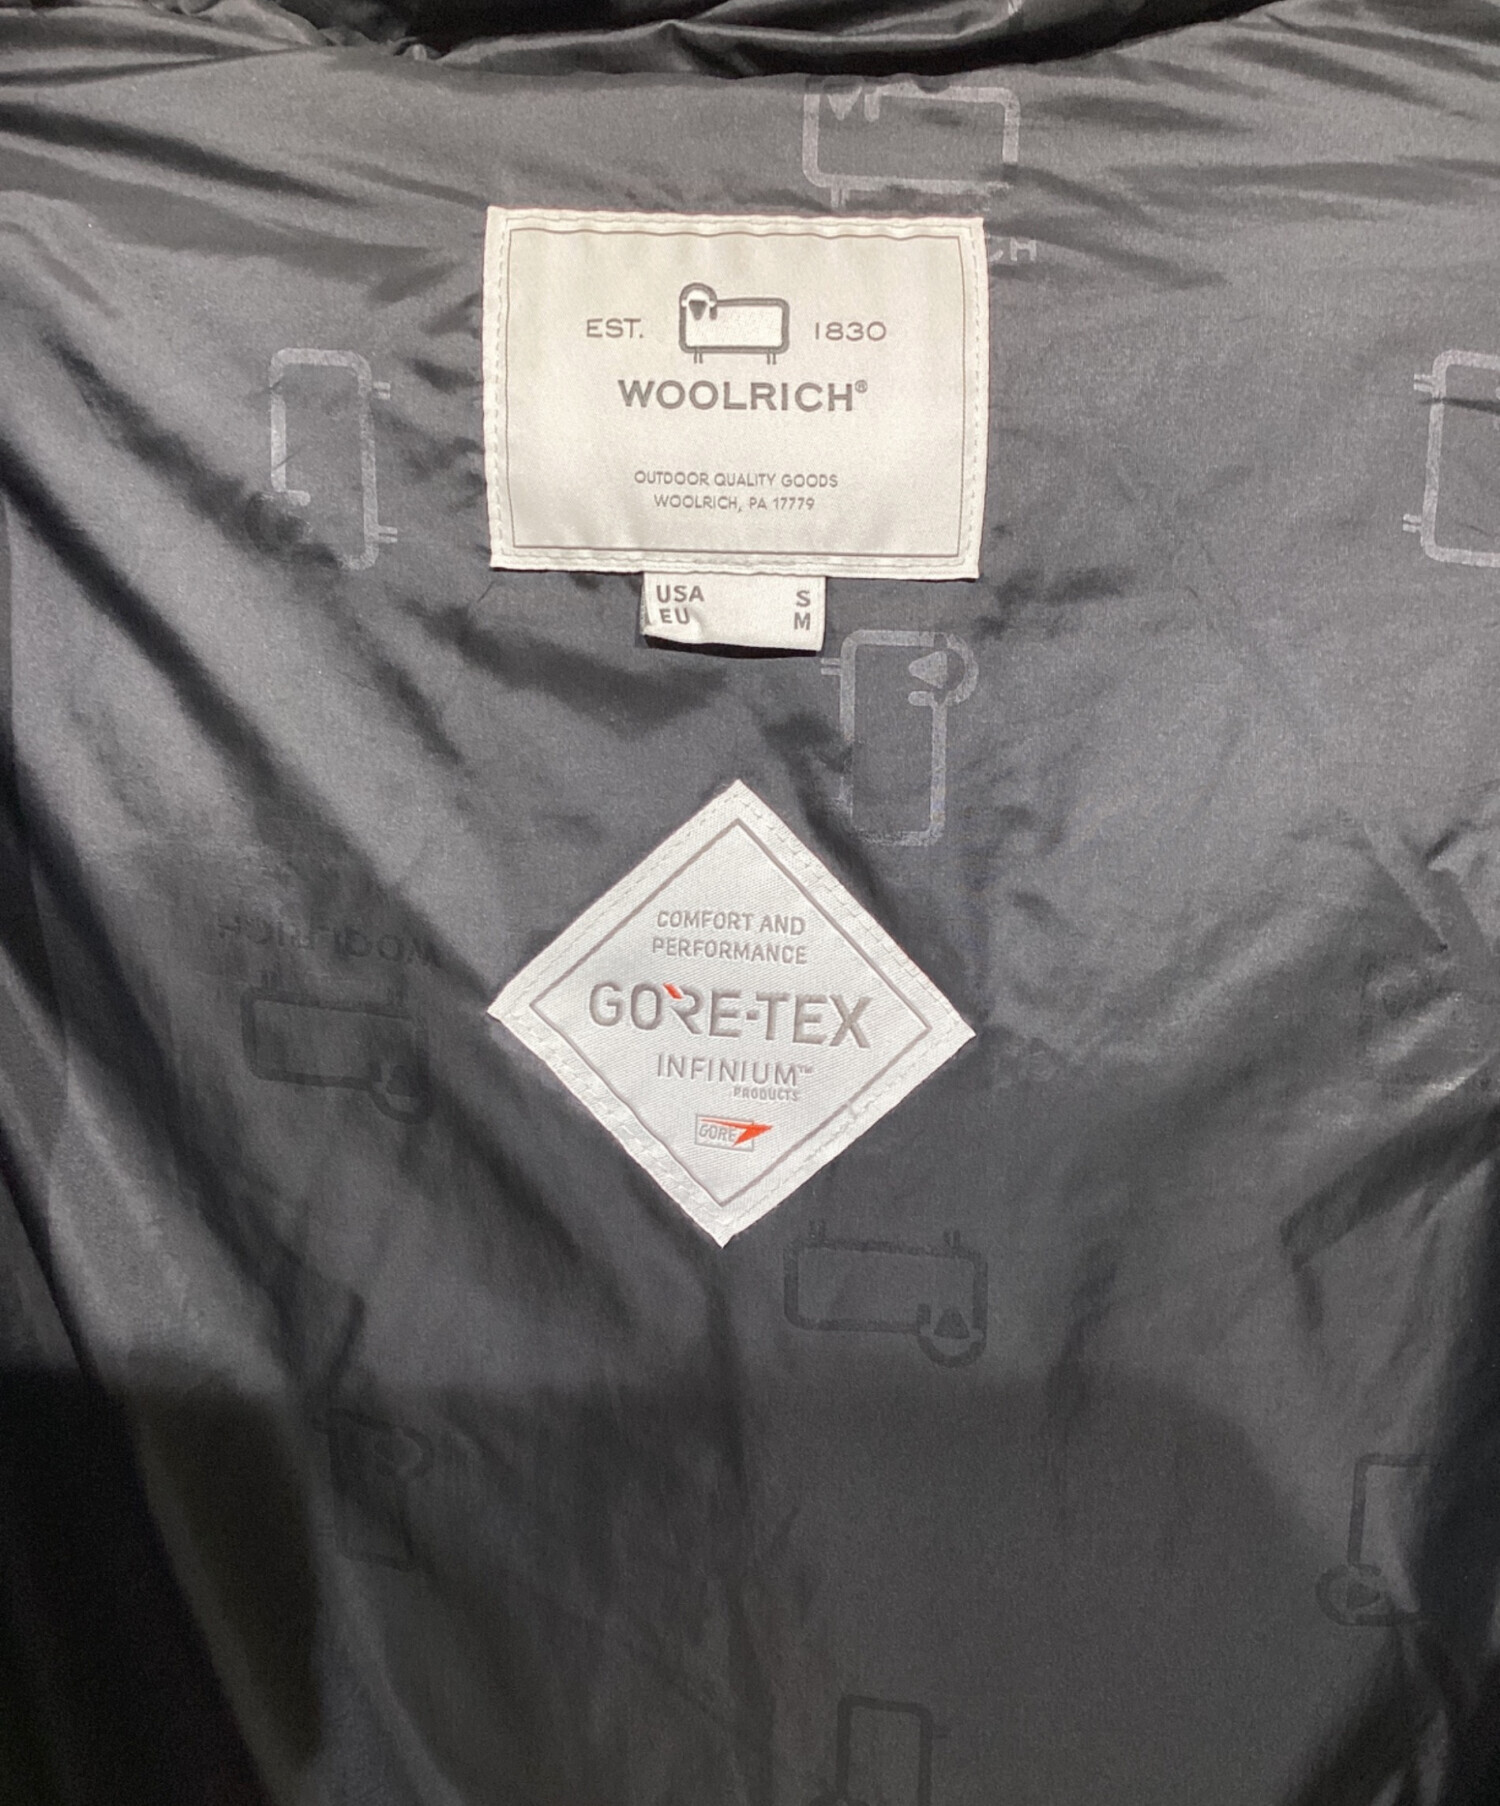 EST. 1830
WOOLRICH®
OUTDOOR QUALITY GOODS
WOOLRICH, PA 17779
USA S
EU M
COMFORT AND
PERFORMANCE
GORE-TEX
INFINIUM™
PRODUCTS
GORE
WOOLRICH